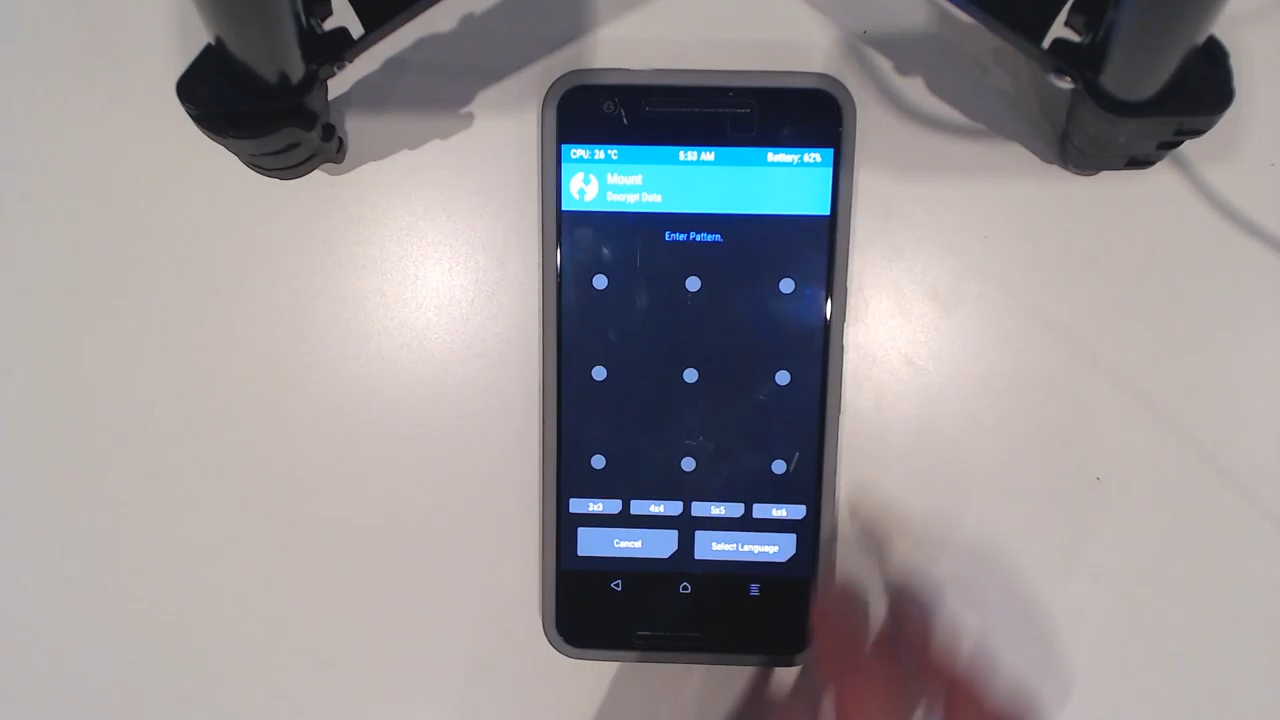 CPU: 26 °C 5:53 AM Battery: 62%
Mount
Decrypt Data
Enter Pattern.
3x3 4x4 5x5 6x6
Cancel Select Language